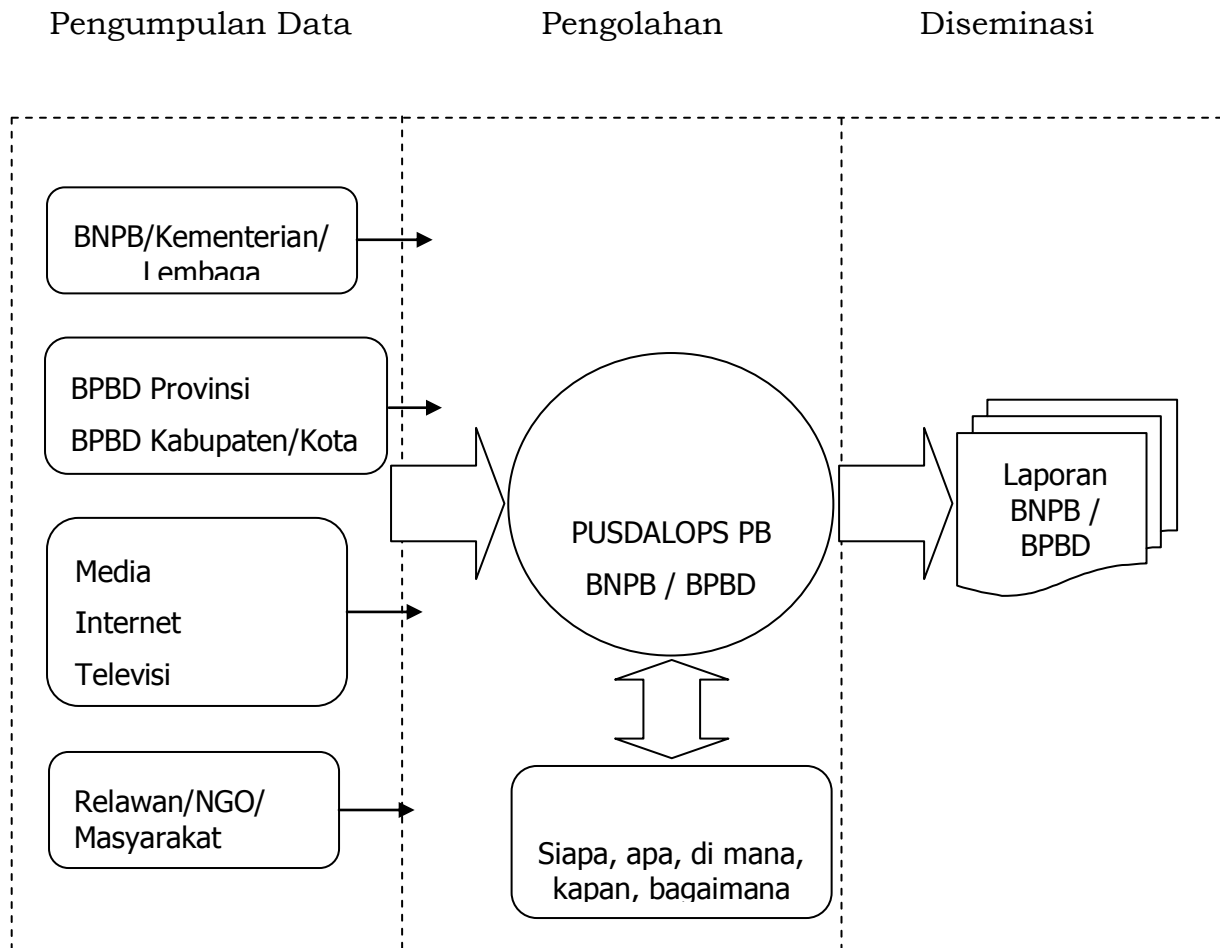 Pengumpulan Data
Pengolahan
Diseminasi
BNPB/Kementerian/
Lembaga
BPBD Provinsi
BPBD Kabupaten/Kota
Media
Internet
Televisi
Relawan/NGO/
Masyarakat
PUSDALOPS PB
BNPB / BPBD
Siapa, apa, di mana,
kapan, bagaimana
Laporan
BNPB /
BPBD